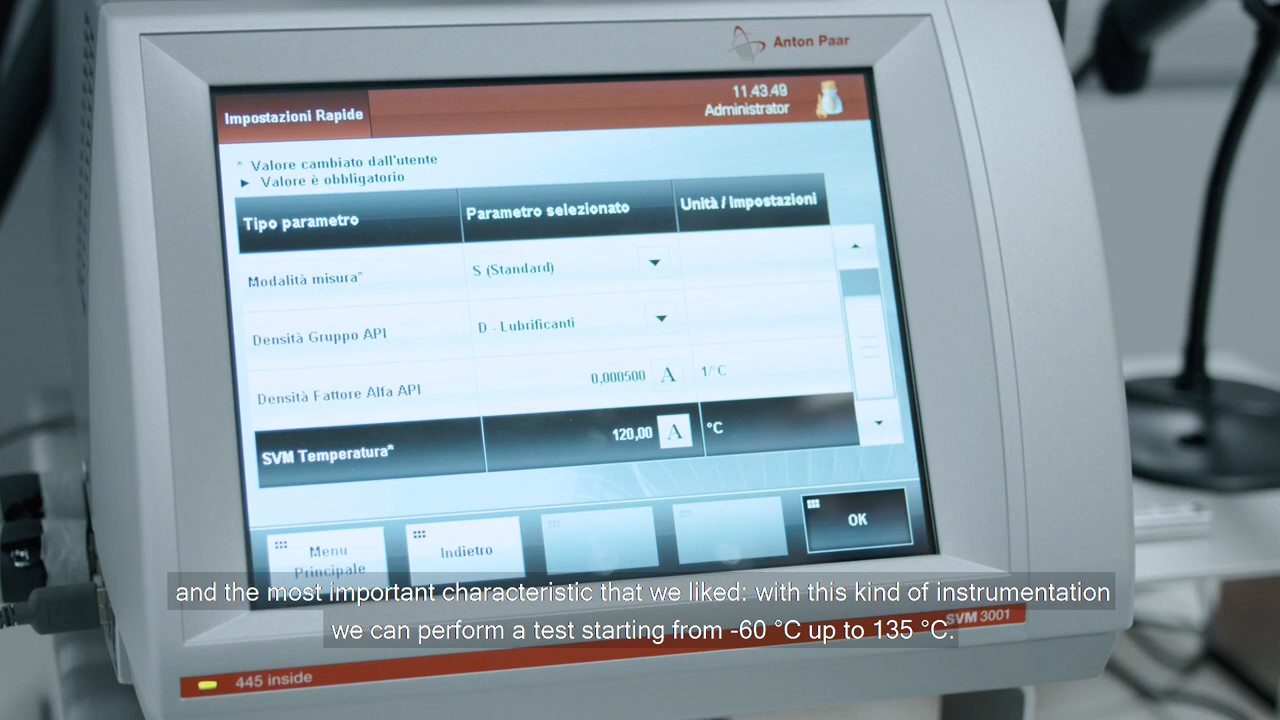 Anton Paar
Impostazioni Rapide
11.43.49
Administrator
* Valore cambiato dall'utente
► Valore è obbligatorio
Tipo parametro
Parametro selezionato
Unità / Impostazioni
Modalità misura*
S (Standard)
Densità Gruppo API
D - Lubrificanti
Densità Fattore Alfa API
0,000500
A
1/°C
SVM Temperatura*
120,00
A
°C
Menu
Principale
Indietro
OK
and the most important characteristic that we liked: with this kind of instrumentation
we can perform a test starting from -60 °C up to 135 °C.
SVM 3001
445 inside